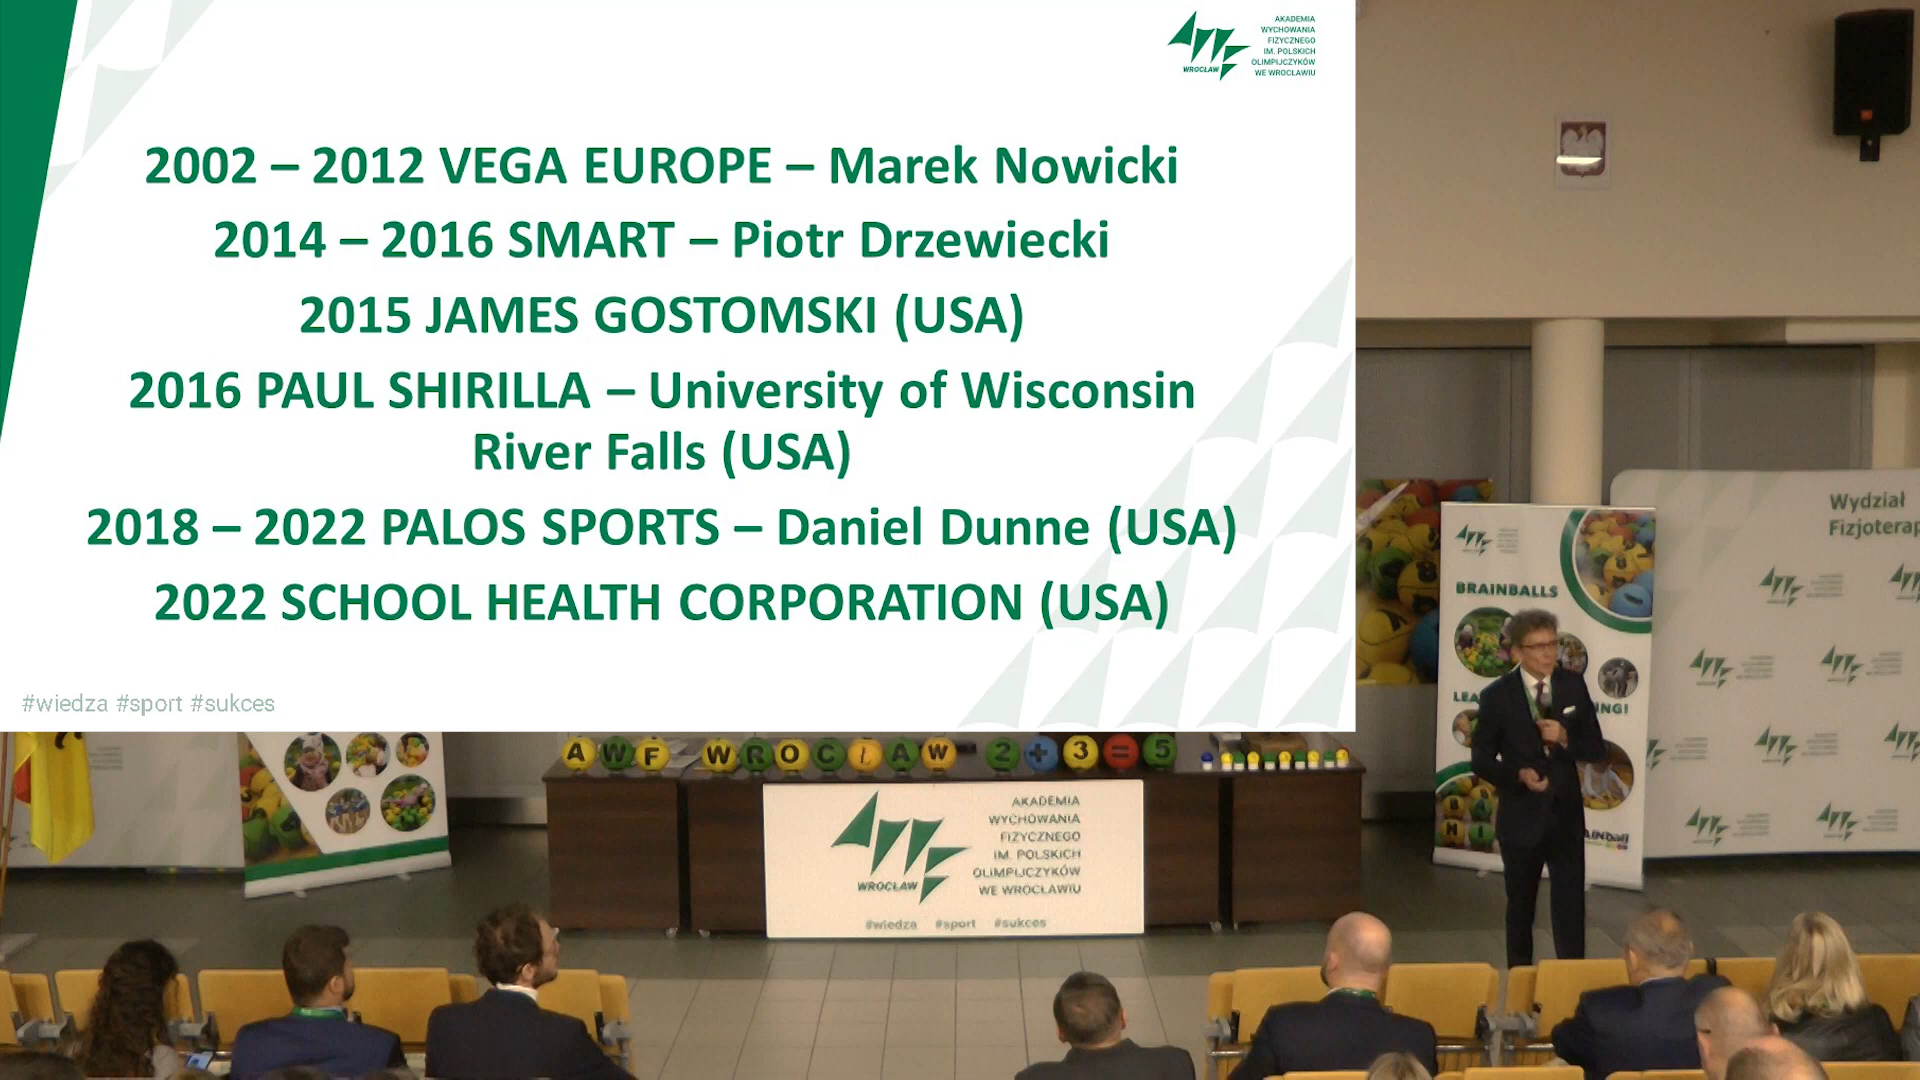 AKADEMIA
WYCHOWANIA
FIZYCZNEGO
IM. POLSKICH
OLIMPIJCZYKÓW
WE WROCŁAWIU
WROCŁAW
2002 – 2012 VEGA EUROPE – Marek Nowicki
2014 – 2016 SMART – Piotr Drzewiecki
2015 JAMES GOSTOMSKI (USA)
2016 PAUL SHIRILLA – University of Wisconsin
River Falls (USA)
2018 – 2022 PALOS SPORTS – Daniel Dunne (USA)
2022 SCHOOL HEALTH CORPORATION (USA)
#wiedza #sport #sukces
Wydział
BRAINBALLS
AWF WROCŁAW 2+3=5
AKADEMIA
WYCHOWANIA
FIZYCZNEGO
IM. POLSKICH
OLIMPIJCZYKÓW
WE WROCŁAWIU
WROCŁAW
#wiedza #sport #sukces